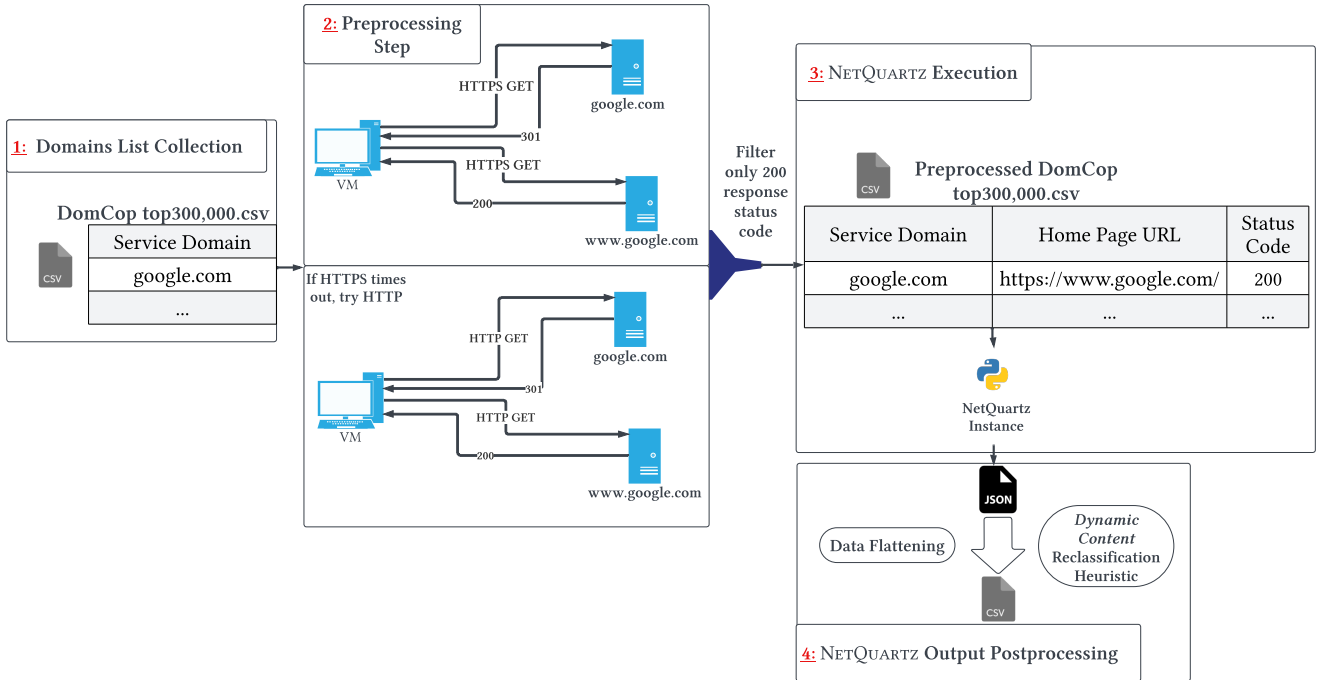 1: Domains List Collection
DomCop top300,000.csv
CSV
Service Domain
google.com
...
2: Preprocessing
Step
HTTPS GET
google.com
301
VM
HTTPS GET
200
www.google.com
If HTTPS times
out, try HTTP
HTTP GET
google.com
301
VM
HTTP GET
200
www.google.com
Filter
only 200
response
status
code
3: NETQUARTZ Execution
CSV
Preprocessed DomCop
top300,000.csv
Service Domain
Home Page URL
Status
Code
google.com
https://www.google.com/
200
...
...
...
NetQuartz
Instance
JSON
Data Flattening
Dynamic
Content
Reclassification
Heuristic
CSV
4: NETQUARTZ Output Postprocessing